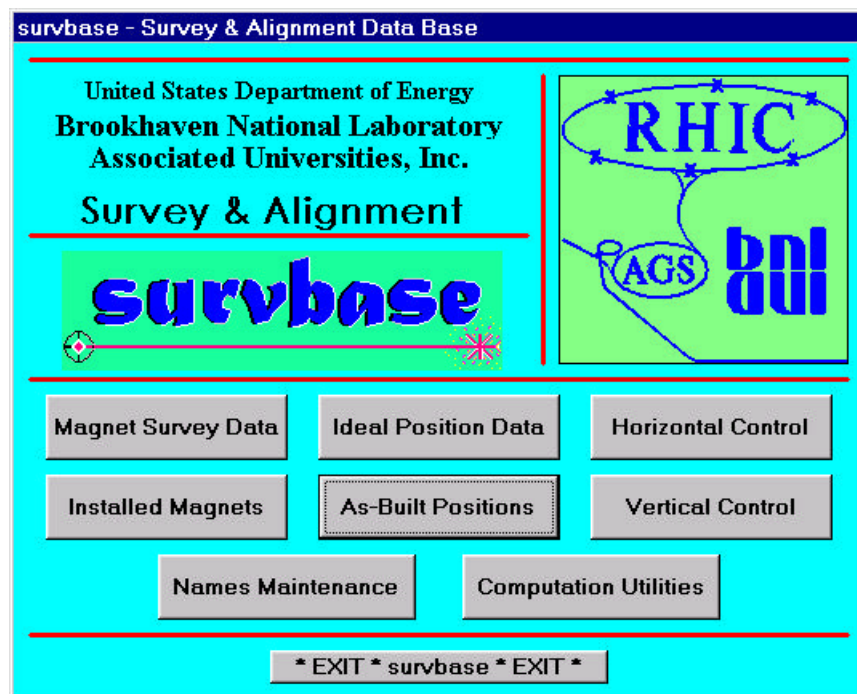 survbase - Survey & Alignment Data Base
United States Department of Energy
Brookhaven National Laboratory
Associated Universities, Inc.
Survey & Alignment
survbase
RHIC
AGS
bnl
aui
Magnet Survey Data
Ideal Position Data
Horizontal Control
Installed Magnets
As-Built Positions
Vertical Control
Names Maintenance
Computation Utilities
* EXIT * survbase * EXIT *